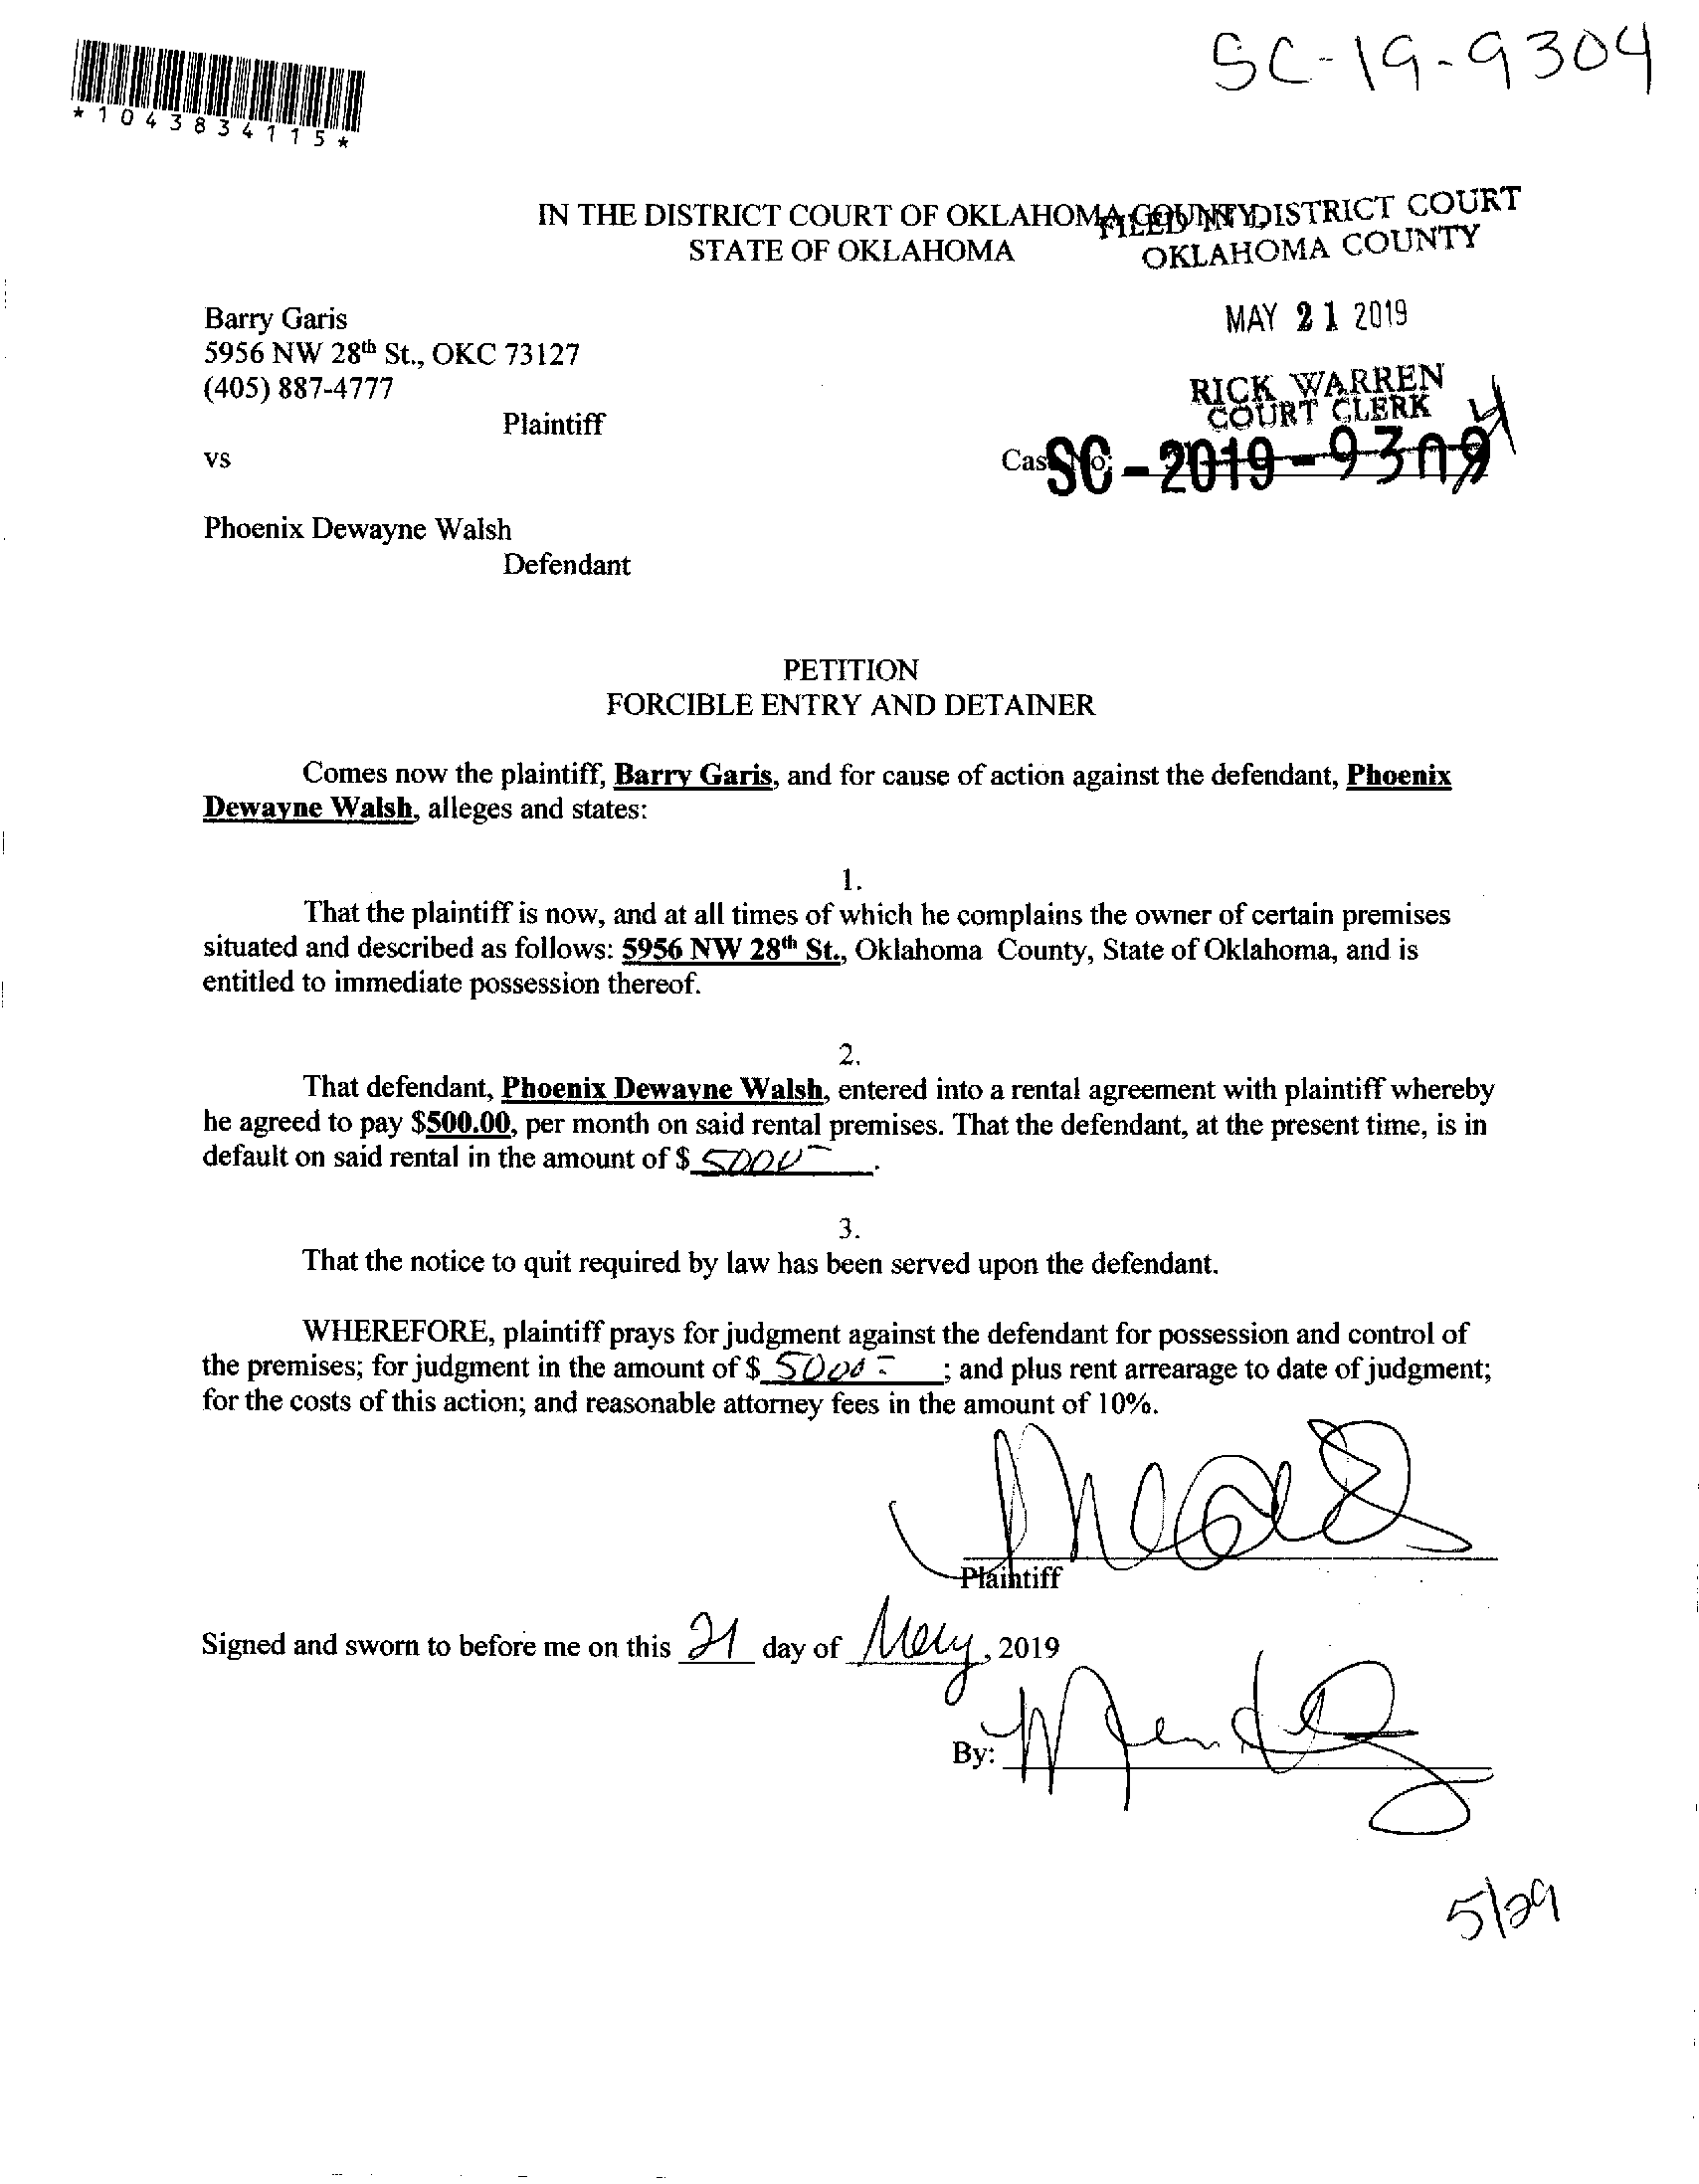 SC-19-9304
*1043834115*
IN THE DISTRICT COURT OF OKLAHOMA COUNTY,
STATE OF OKLAHOMA
FILED IN DISTRICT COURT
OKLAHOMA COUNTY
MAY 21 2019
RICK WARREN
COURT CLERK
Barry Garis
5956 NW 28th St., OKC 73127
(405) 887-4777
Plaintiff
vs
Case No:
SC-2019-9304
Phoenix Dewayne Walsh
Defendant
PETITION
FORCIBLE ENTRY AND DETAINER
Comes now the plaintiff, Barry Garis, and for cause of action against the defendant, Phoenix
Dewayne Walsh, alleges and states:
1.
That the plaintiff is now, and at all times of which he complains the owner of certain premises
situated and described as follows: 5956 NW 28th St., Oklahoma County, State of Oklahoma, and is
entitled to immediate possession thereof.
2.
That defendant, Phoenix Dewayne Walsh, entered into a rental agreement with plaintiff whereby
he agreed to pay $500.00, per month on said rental premises. That the defendant, at the present time, is in
default on said rental in the amount of $
3.
That the notice to quit required by law has been served upon the defendant.
WHEREFORE, plaintiff prays for judgment against the defendant for possession and control of
the premises; for judgment in the amount of $ ; and plus rent arrearage to date of judgment;
for the costs of this action; and reasonable attorney fees in the amount of 10%.
Plaintiff
Signed and sworn to before me on this 21 day of May, 2019
By:
5/29